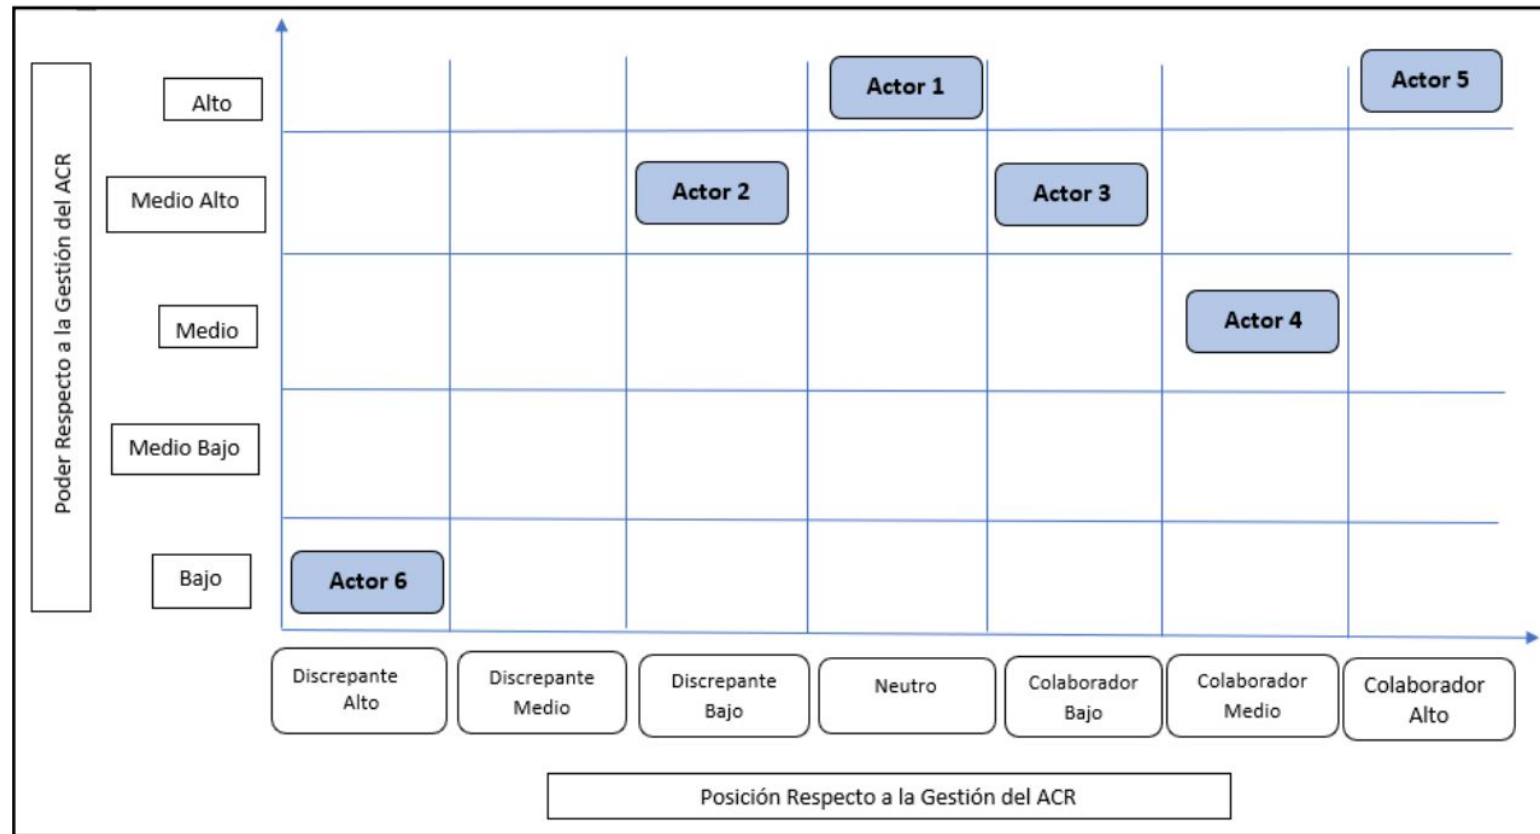 Poder Respecto a la Gestión del ACR
Alto
Actor 1
Actor 5
Medio Alto
Actor 2
Actor 3
Medio
Actor 4
Medio Bajo
Bajo
Actor 6
Discrepante
Alto
Discrepante
Medio
Discrepante
Bajo
Neutro
Colaborador
Bajo
Colaborador
Medio
Colaborador
Alto
Posición Respecto a la Gestión del ACR